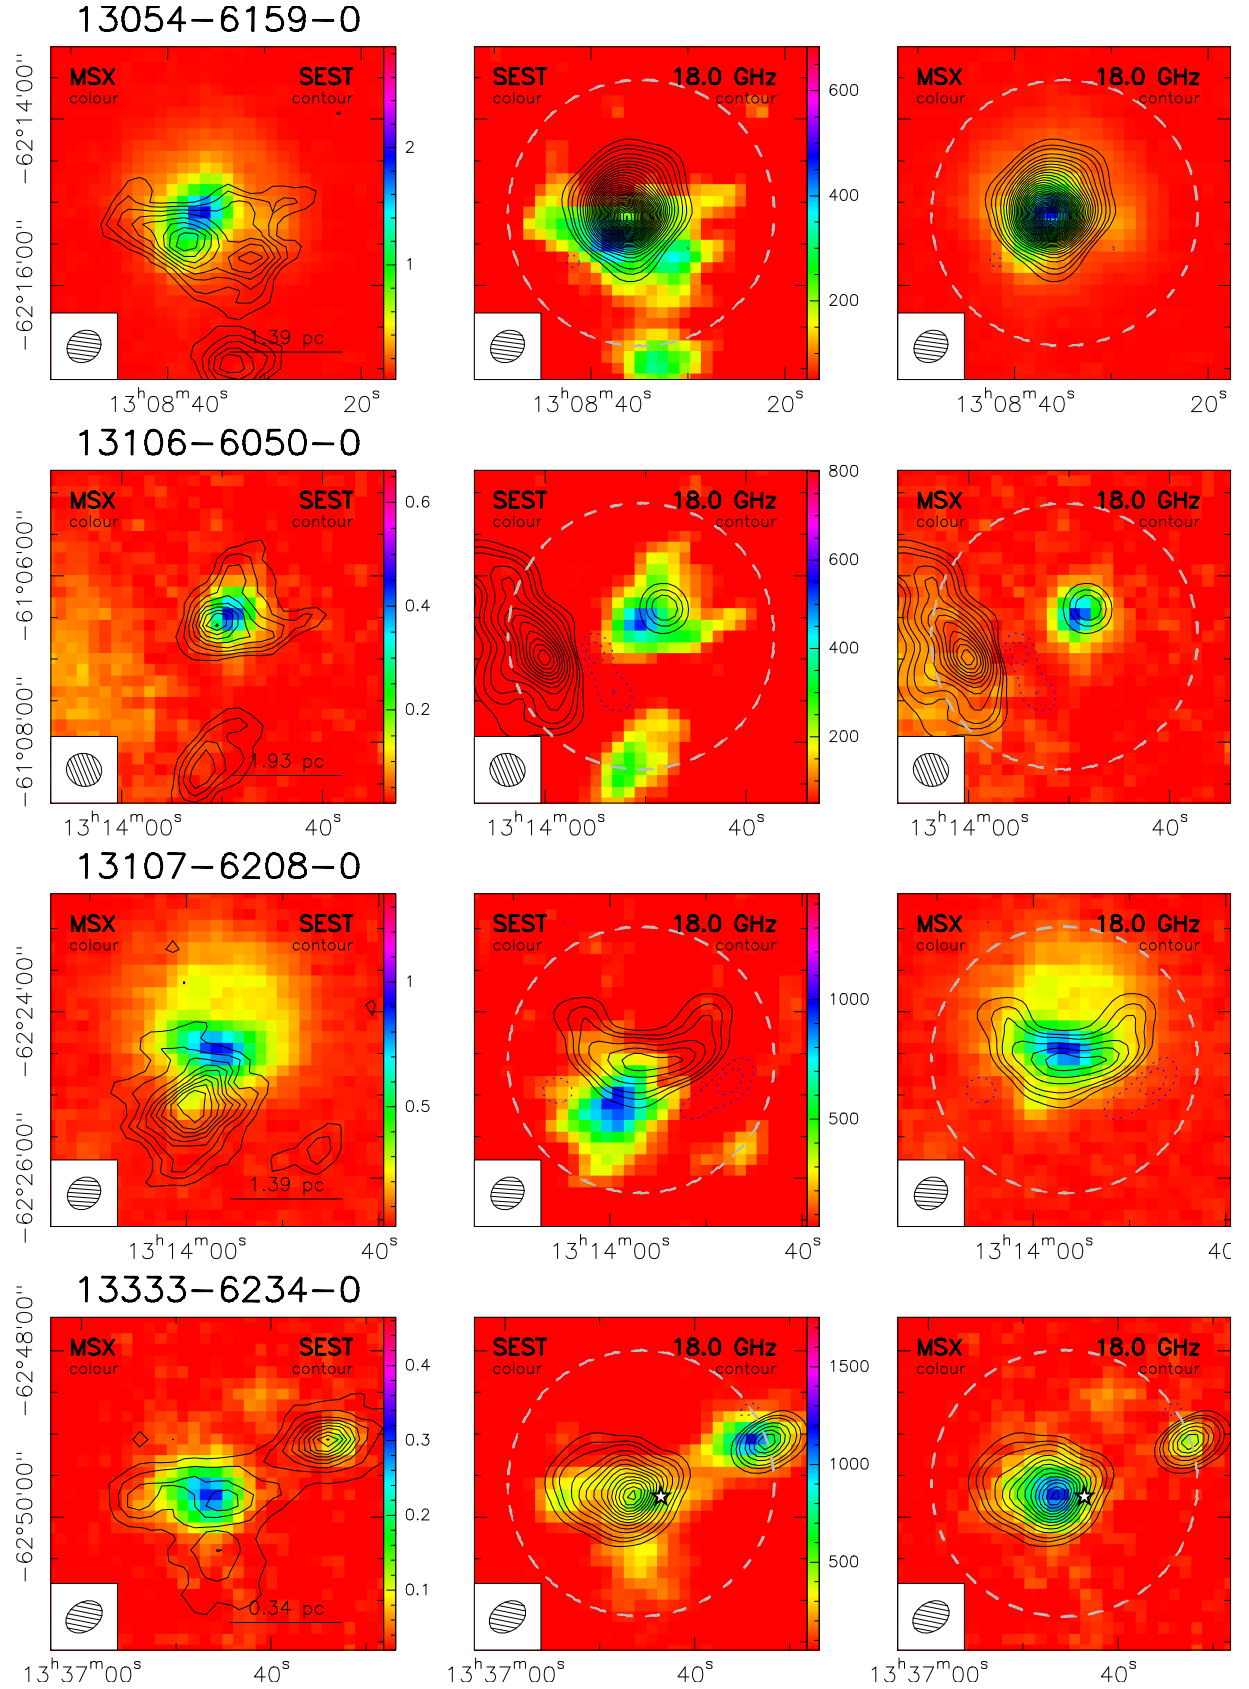 13054−6159−0
MSX SEST
colour contour
SEST 18.0 GHz
colour contour
MSX 18.0 GHz
colour contour
−62°14'00''
−62°16'00''
2
1
600
400
200
1.39 pc
13ʰ08ᵐ40ˢ 20ˢ
13ʰ08ᵐ40ˢ 20ˢ
13ʰ08ᵐ40ˢ 20ˢ
13106−6050−0
MSX SEST
colour contour
SEST 18.0 GHz
colour contour
MSX 18.0 GHz
colour contour
−61°06'00''
−61°08'00''
0.6
0.4
0.2
800
600
400
200
1.93 pc
13ʰ14ᵐ00ˢ 40ˢ
13ʰ14ᵐ00ˢ 40ˢ
13ʰ14ᵐ00ˢ 40ˢ
13107−6208−0
MSX SEST
colour contour
SEST 18.0 GHz
colour contour
MSX 18.0 GHz
colour contour
−62°24'00''
−62°26'00''
1
0.5
1000
500
1.39 pc
13ʰ14ᵐ00ˢ 40ˢ
13ʰ14ᵐ00ˢ 40ˢ
13ʰ14ᵐ00ˢ 40
13333−6234−0
MSX SEST
colour contour
SEST 18.0 GHz
colour contour
MSX 18.0 GHz
colour contour
−62°48'00''
−62°50'00''
0.4
0.3
0.2
0.1
1500
1000
500
0.34 pc
13ʰ37ᵐ00ˢ 40ˢ
40ˢ
13ʰ37ᵐ00ˢ 40ˢ